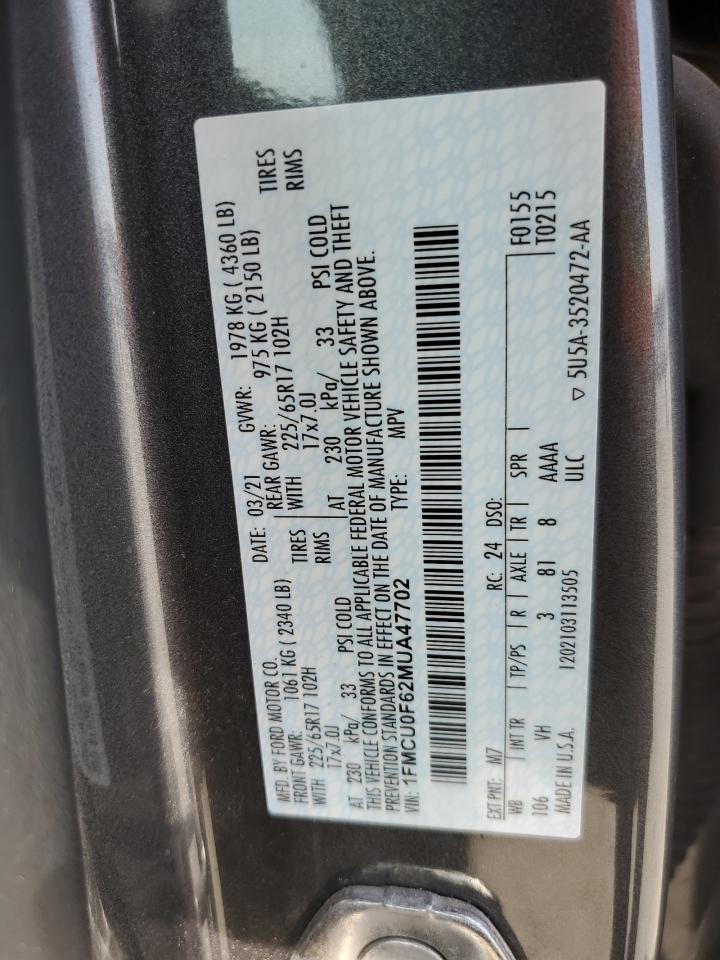 MFD. BY FORD MOTOR CO.
DATE: 03/21 GVWR: 1978 KG ( 4360 LB)
FRONT GAWR: 1061 KG ( 2340 LB) REAR GAWR: 975 KG ( 2150 LB)
WITH 225/65R17 102H TIRES WITH 225/65R17 102H TIRES
17x7.0J RIMS 17x7.0J RIMS
AT 230 kPa/ 33 PSI COLD AT 230 kPa/ 33 PSI COLD
THIS VEHICLE CONFORMS TO ALL APPLICABLE FEDERAL MOTOR VEHICLE SAFETY AND THEFT
PREVENTION STANDARDS IN EFFECT ON THE DATE OF MANUFACTURE SHOWN ABOVE.
VIN: 1FMCU0F62MUA47702 TYPE: MPV
EXT PNT: M7 RC: 24 DSO: F0155
WB INT TR TP/PS R AXLE TR SPR T0215
106 VH 3 81 8 AAAA
MADE IN U.S.A. 1202103113505 ULC ▽ 5U5A-3520472-AA